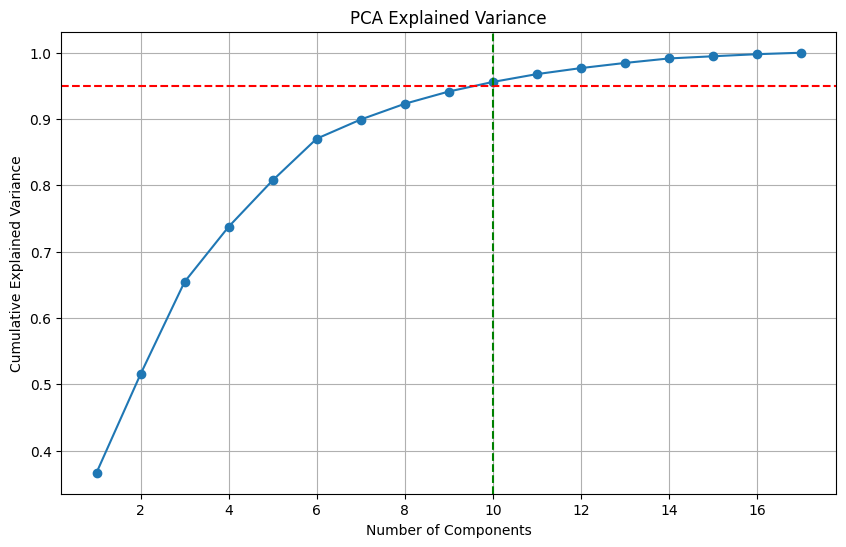 PCA Explained Variance
Cumulative Explained Variance
1.0
0.9
0.8
0.7
0.6
0.5
0.4
2 4 6 8 10 12 14 16
Number of Components